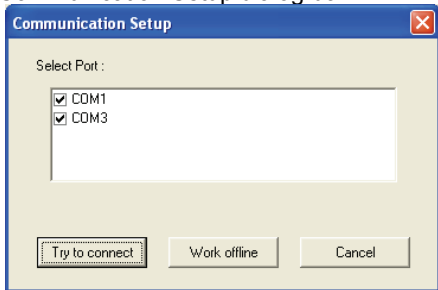 Communication Setup
Select Port :
COM1
COM3
Try to connect
Work offline
Cancel